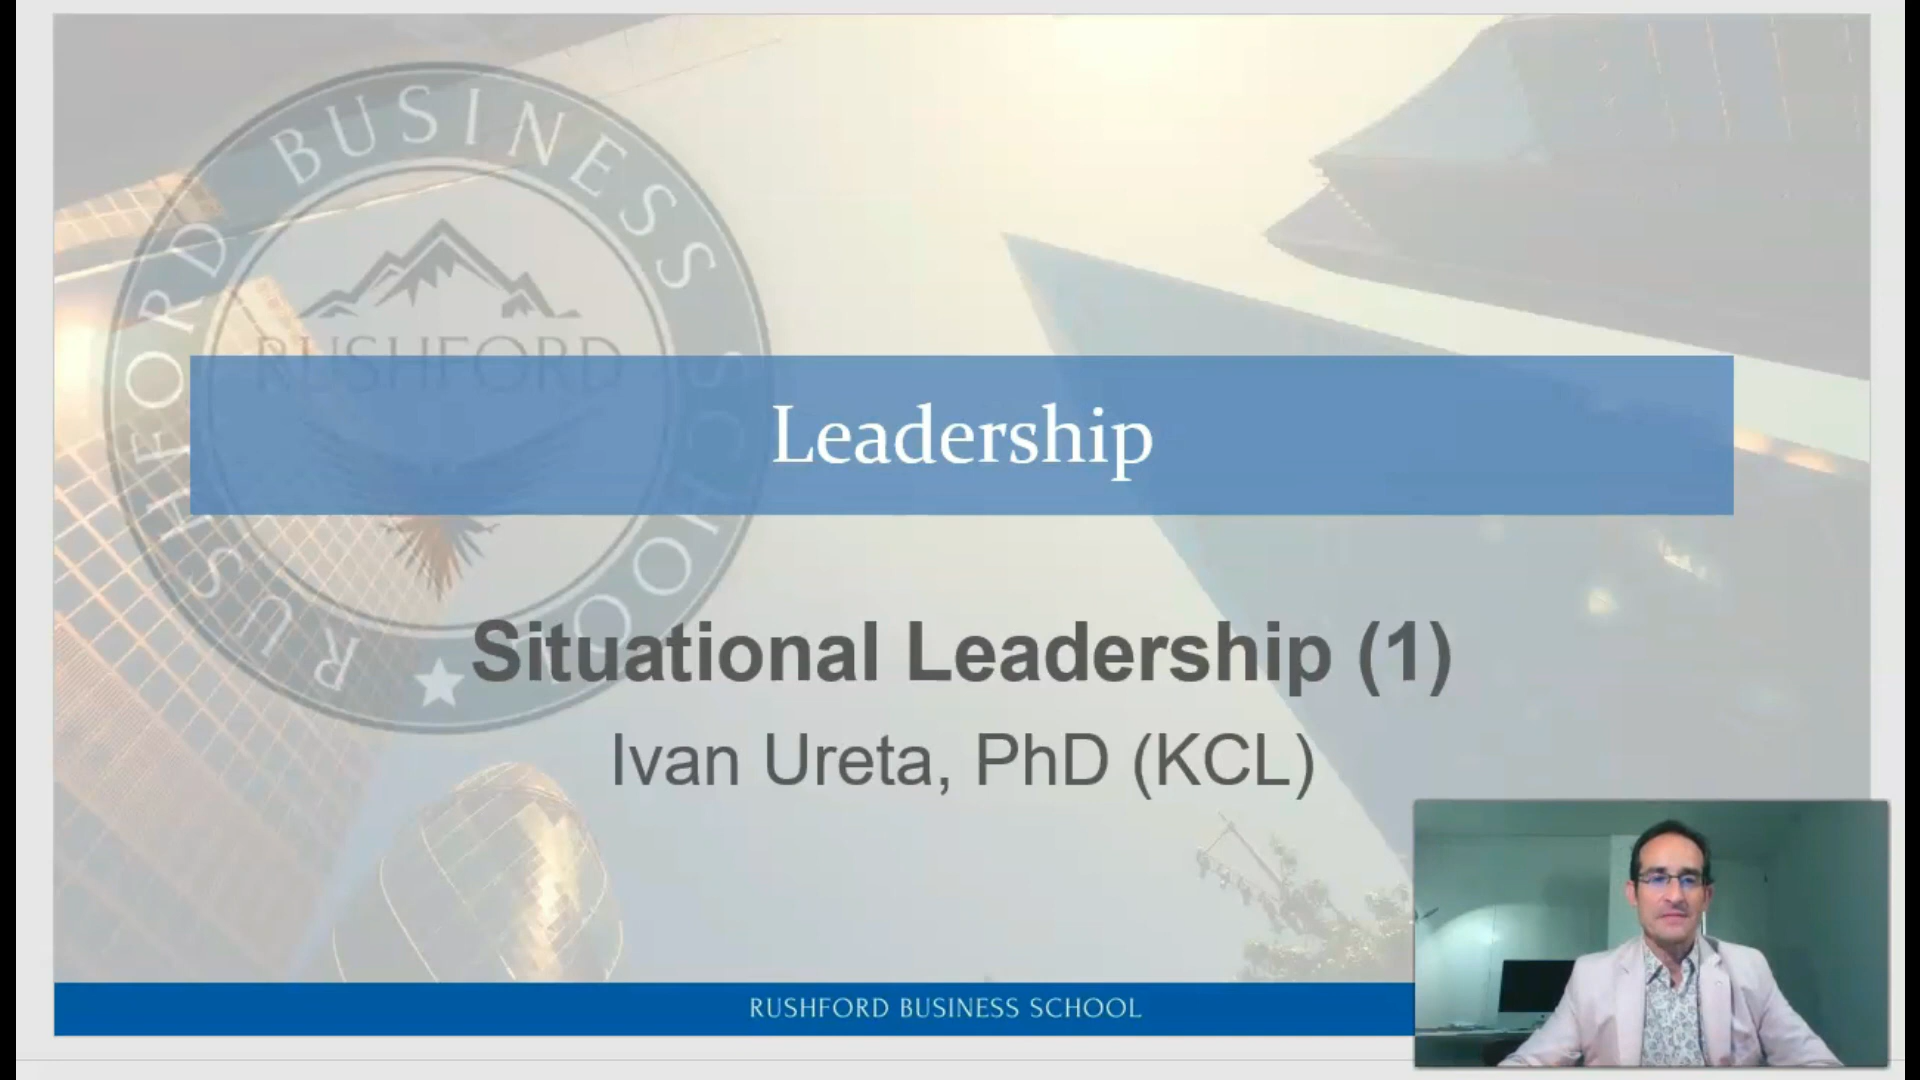 RUSHFORD BUSINESS SCHOOL
RUSHFORD
Leadership
Situational Leadership (1)
Ivan Ureta, PhD (KCL)
RUSHFORD BUSINESS SCHOOL